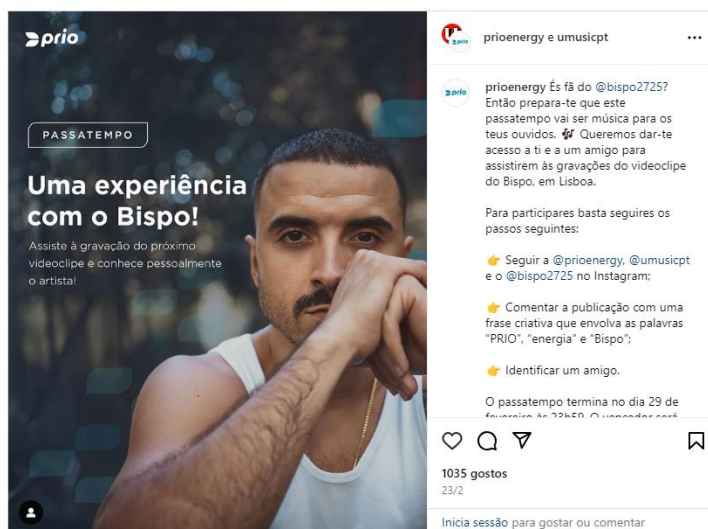 prio
PASSATEMPO
Uma experiência
com o Bispo!
Assiste à gravação do próximo
videoclipe e conhece pessoalmente
o artista!
prioenergy e umusicpt
prioenergy És fã do @bispo2725?
Então prepara-te que este
passatempo vai ser música para os
teus ouvidos. 🎶 Queremos dar-te
acesso a ti e a um amigo para
assistirem às gravações do videoclipe
do Bispo, em Lisboa.
Para participares basta seguires os
passos seguintes:
👉 Seguir a @prioenergy, @umusicpt
e o @bispo2725 no Instagram;
👉 Comentar a publicação com uma
frase criativa que envolva as palavras
“PRIO”, “energia” e “Bispo”;
👉 Identificar um amigo.
O passatempo termina no dia 29 de
fevereiro às 23h59. O vencedor será
1035 gostos
23/2
Inicia sessão para gostar ou comentar